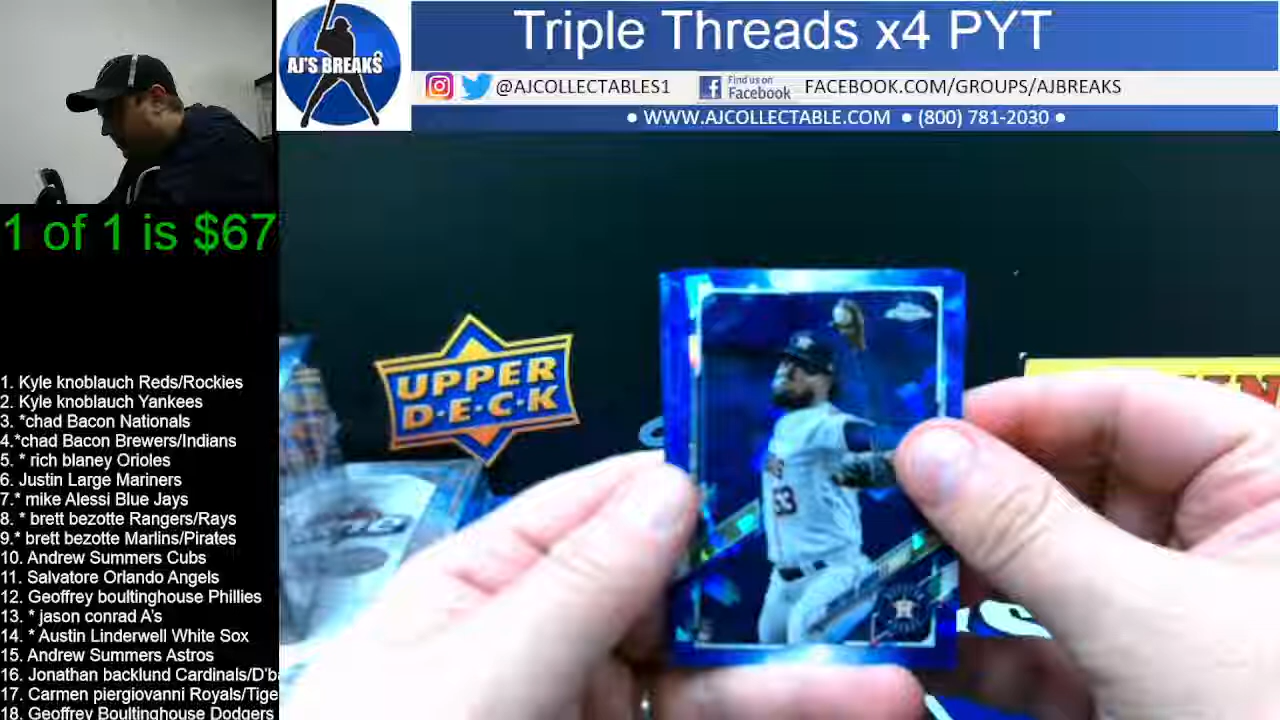 Triple Threads x4 PYT
AJ'S BREAKS
@AJCOLLECTABLES1
Find us on
Facebook
FACEBOOK.COM/GROUPS/AJBREAKS
● WWW.AJCOLLECTABLE.COM ● (800) 781-2030 ●
1 of 1 is $67
1. Kyle knoblauch Reds/Rockies
2. Kyle knoblauch Yankees
3. *chad Bacon Nationals
4.*chad Bacon Brewers/Indians
5. * rich blaney Orioles
6. Justin Large Mariners
7.* mike Alessi Blue Jays
8. * brett bezotte Rangers/Rays
9.* brett bezotte Marlins/Pirates
10. Andrew Summers Cubs
11. Salvatore Orlando Angels
12. Geoffrey boultinghouse Phillies
13. * jason conrad A's
14. * Austin Linderwell White Sox
15. Andrew Summers Astros
16. Jonathan backlund Cardinals/D'b
17. Carmen piergiovanni Royals/Tige
18. Geoffrey Boultinghouse Dodgers
UPPER
D·E·C·K
53